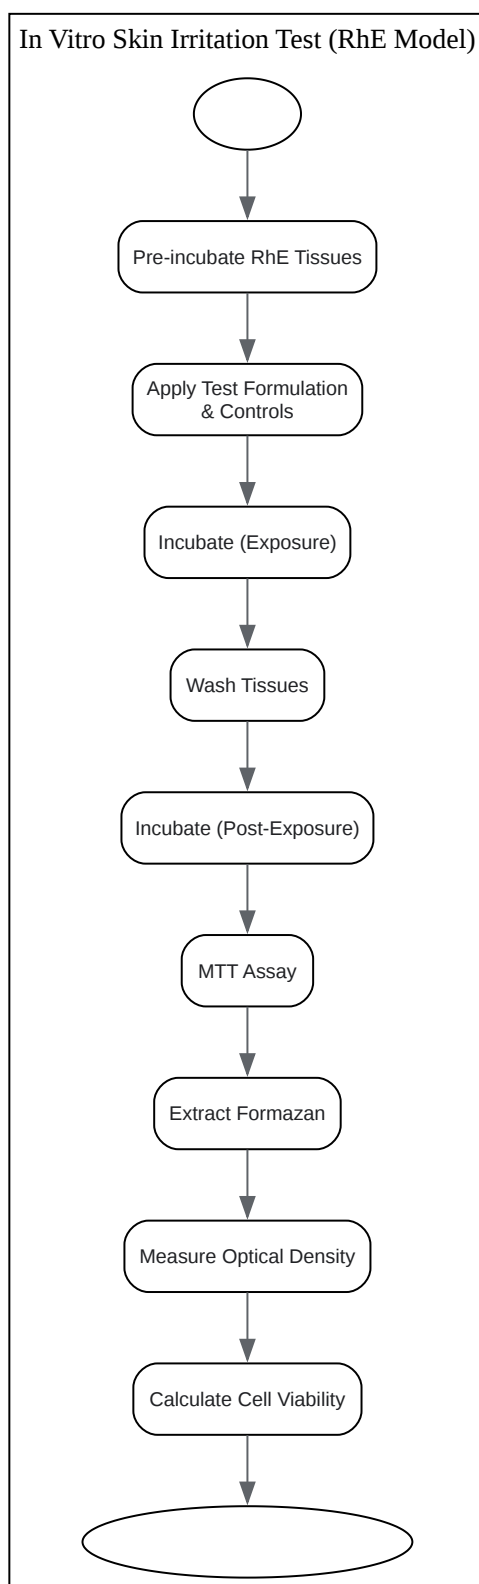 In Vitro Skin Irritation Test (RhE Model)
Pre-incubate RhE Tissues
Apply Test Formulation
& Controls
Incubate (Exposure)
Wash Tissues
Incubate (Post-Exposure)
MTT Assay
Extract Formazan
Measure Optical Density
Calculate Cell Viability